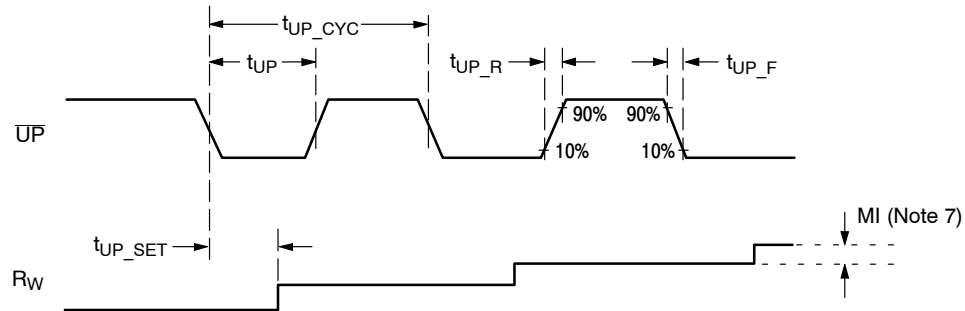 tUP_CYC
tUP
tUP_R
tUP_F
UP
90%
90%
10%
10%
MI (Note 7)
tUP_SET
RW